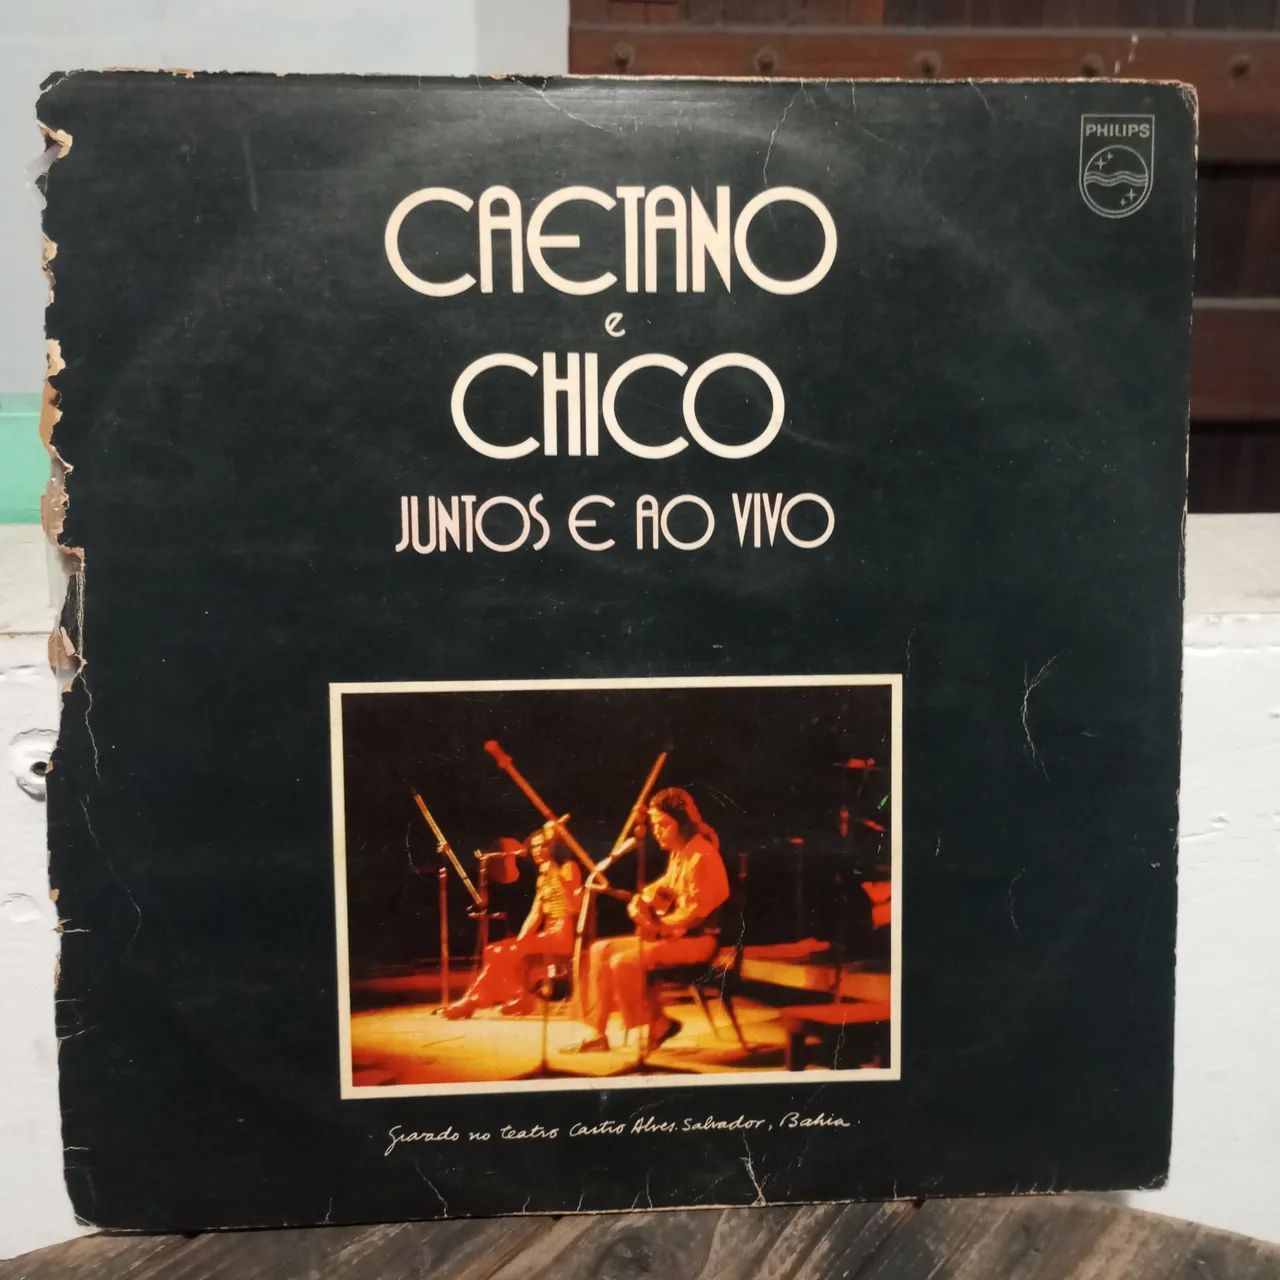 PHILIPS
CAETANO
e
CHICO
JUNTOS E AO VIVO
Gravado no teatro Castro Alves. Salvador, Bahia.